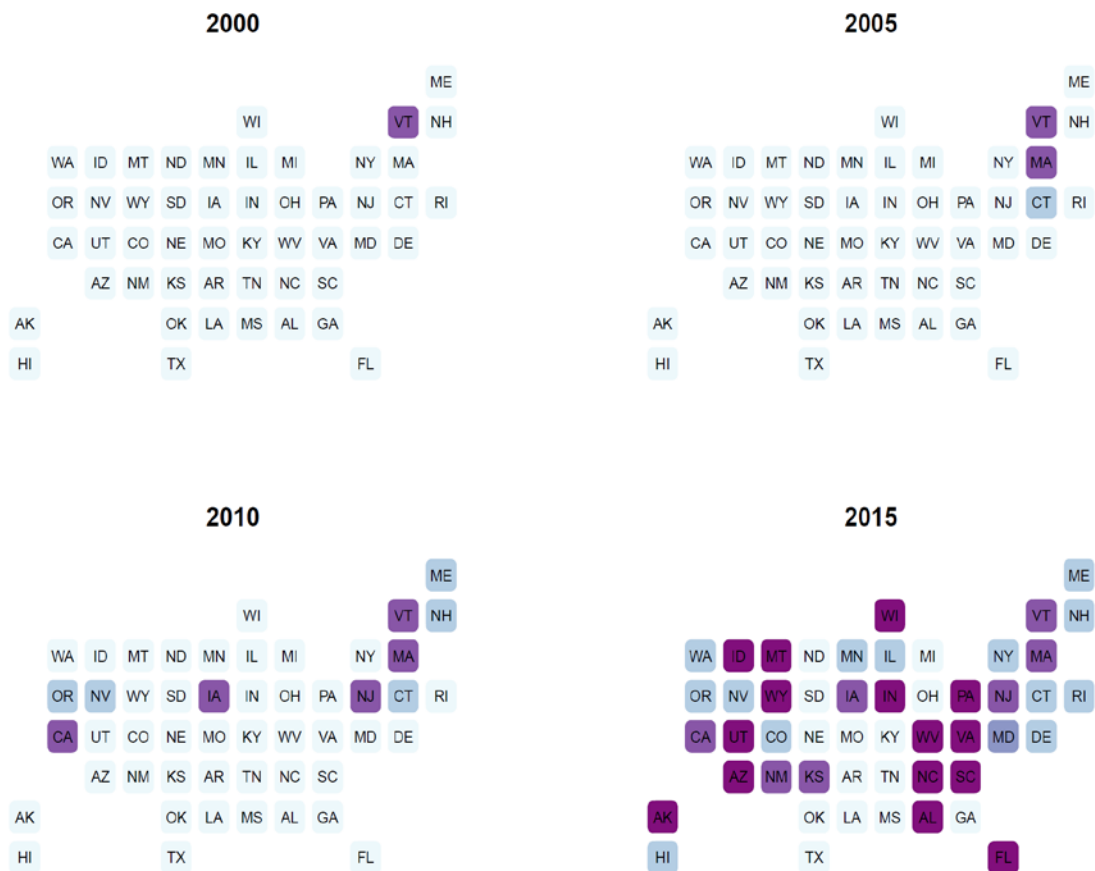 2000
ME
WI VT NH
WA ID MT ND MN IL MI NY MA
OR NV WY SD IA IN OH PA NJ CT RI
CA UT CO NE MO KY WV VA MD DE
AZ NM KS AR TN NC SC
AK OK LA MS AL GA
HI TX FL
2005
ME
WI VT NH
WA ID MT ND MN IL MI NY MA
OR NV WY SD IA IN OH PA NJ CT RI
CA UT CO NE MO KY WV VA MD DE
AZ NM KS AR TN NC SC
AK OK LA MS AL GA
HI TX FL
2010
ME
WI VT NH
WA ID MT ND MN IL MI NY MA
OR NV WY SD IA IN OH PA NJ CT RI
CA UT CO NE MO KY WV VA MD DE
AZ NM KS AR TN NC SC
AK OK LA MS AL GA
HI TX FL
2015
ME
WI VT NH
WA ID MT ND MN IL MI NY MA
OR NV WY SD IA IN OH PA NJ CT RI
CA UT CO NE MO KY WV VA MD DE
AZ NM KS AR TN NC SC
AK OK LA MS AL GA
HI TX FL